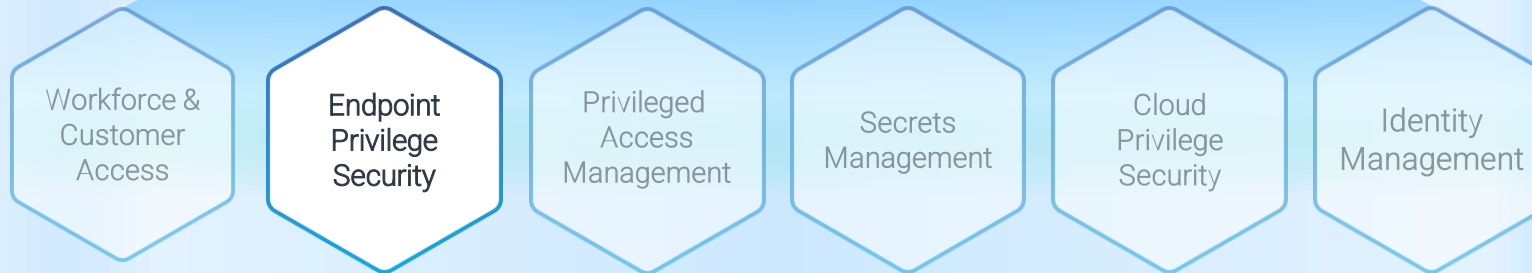 Workforce &
Customer
Access
Endpoint
Privilege
Security
Privileged
Access
Management
Secrets
Management
Cloud
Privilege
Security
Identity
Management